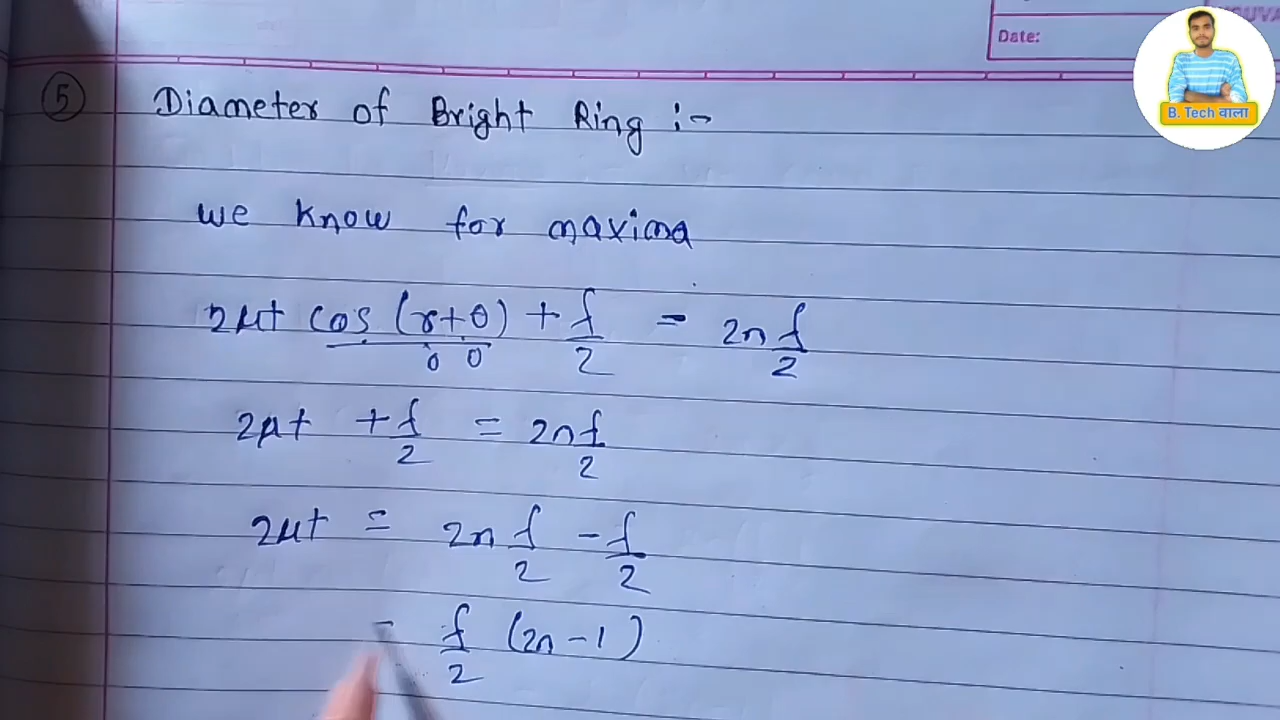 Date:
B. Tech वाला
5 Diameter of Bright Ring :-
we know for maxima
2μt cos (r+θ) + λ/2 = 2n λ/2
0 0
2μt + λ/2 = 2n λ/2
2μt = 2n λ/2 - λ/2
= λ/2 (2n - 1)